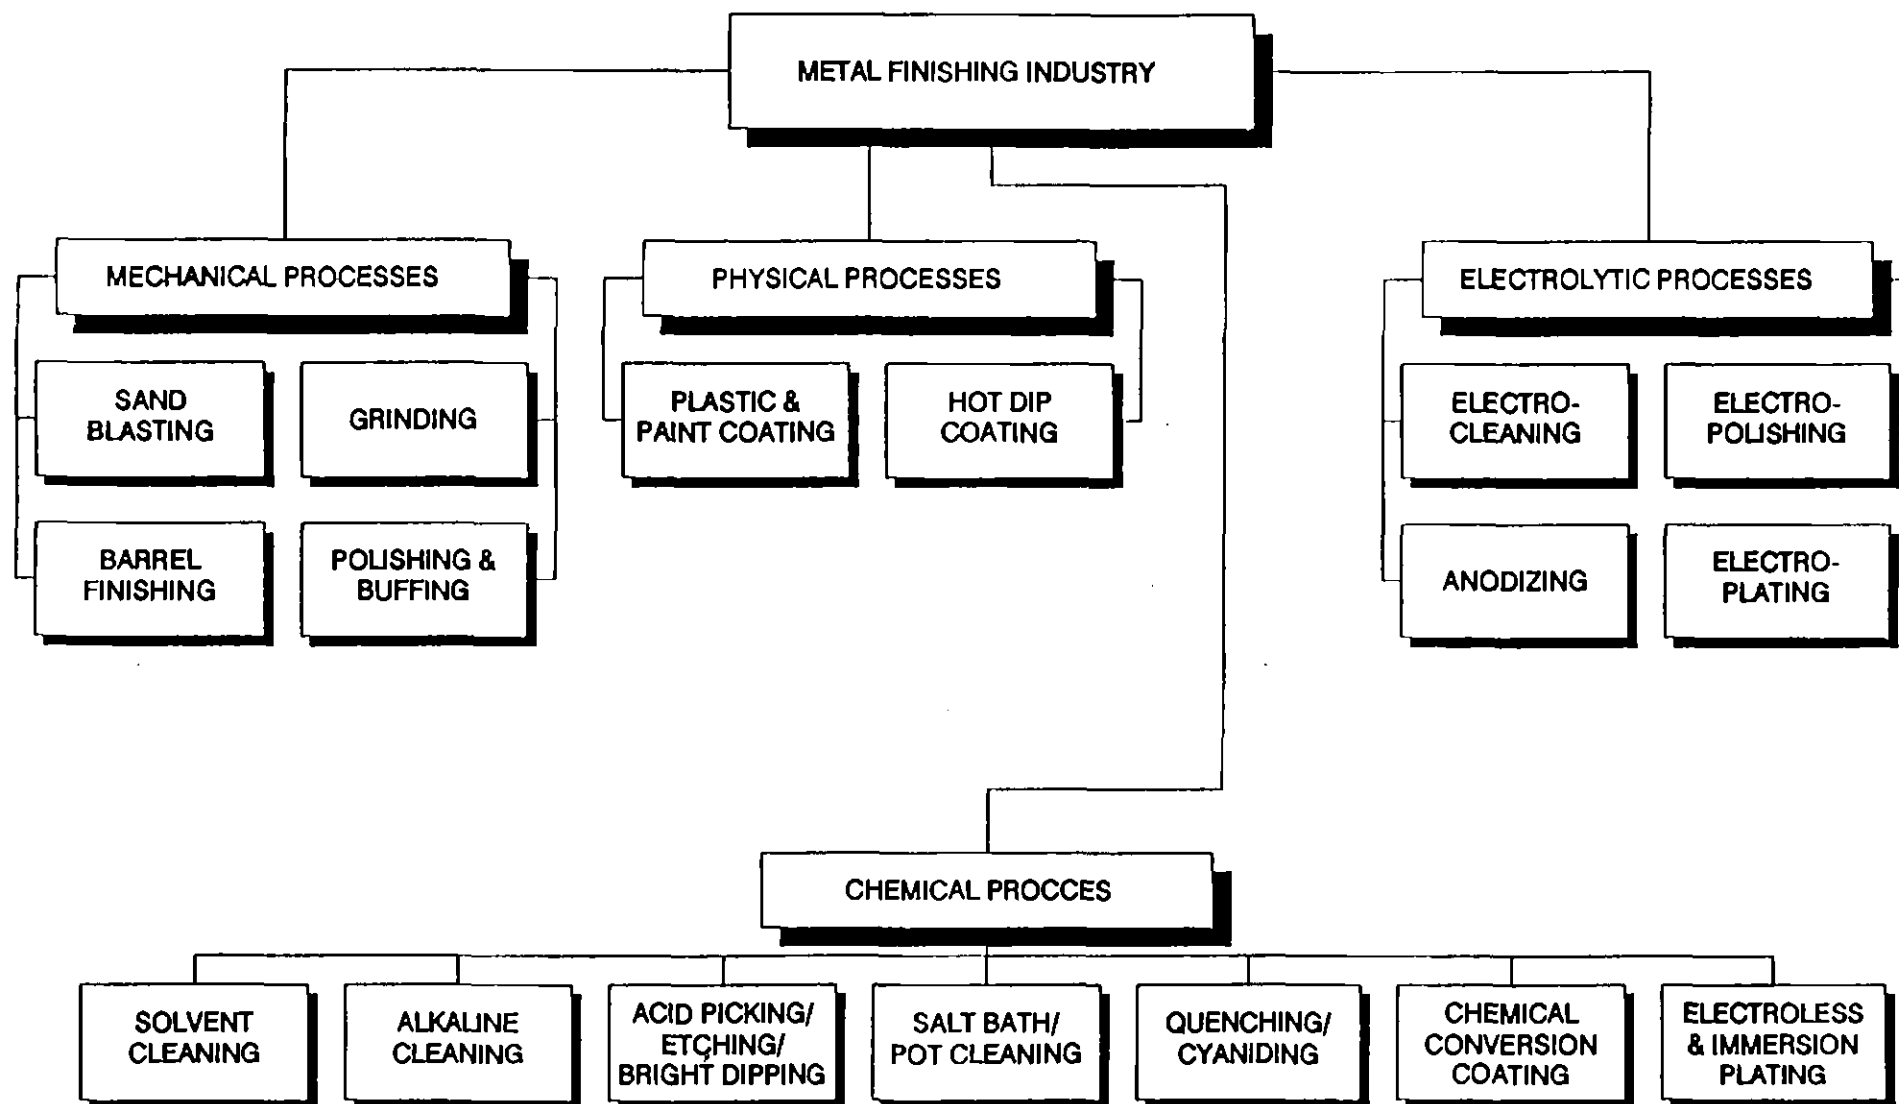 METAL FINISHING INDUSTRY
MECHANICAL PROCESSES
PHYSICAL PROCESSES
ELECTROLYTIC PROCESSES
SAND
BLASTING
GRINDING
PLASTIC &
PAINT COATING
HOT DIP
COATING
ELECTRO-
CLEANING
ELECTRO-
POLISHING
BARREL
FINISHING
POLISHING &
BUFFING
ANODIZING
ELECTRO-
PLATING
CHEMICAL PROCCES
SOLVENT
CLEANING
ALKALINE
CLEANING
ACID PICKING/
ETCHING/
BRIGHT DIPPING
SALT BATH/
POT CLEANING
QUENCHING/
CYANIDING
CHEMICAL
CONVERSION
COATING
ELECTROLESS
& IMMERSION
PLATING